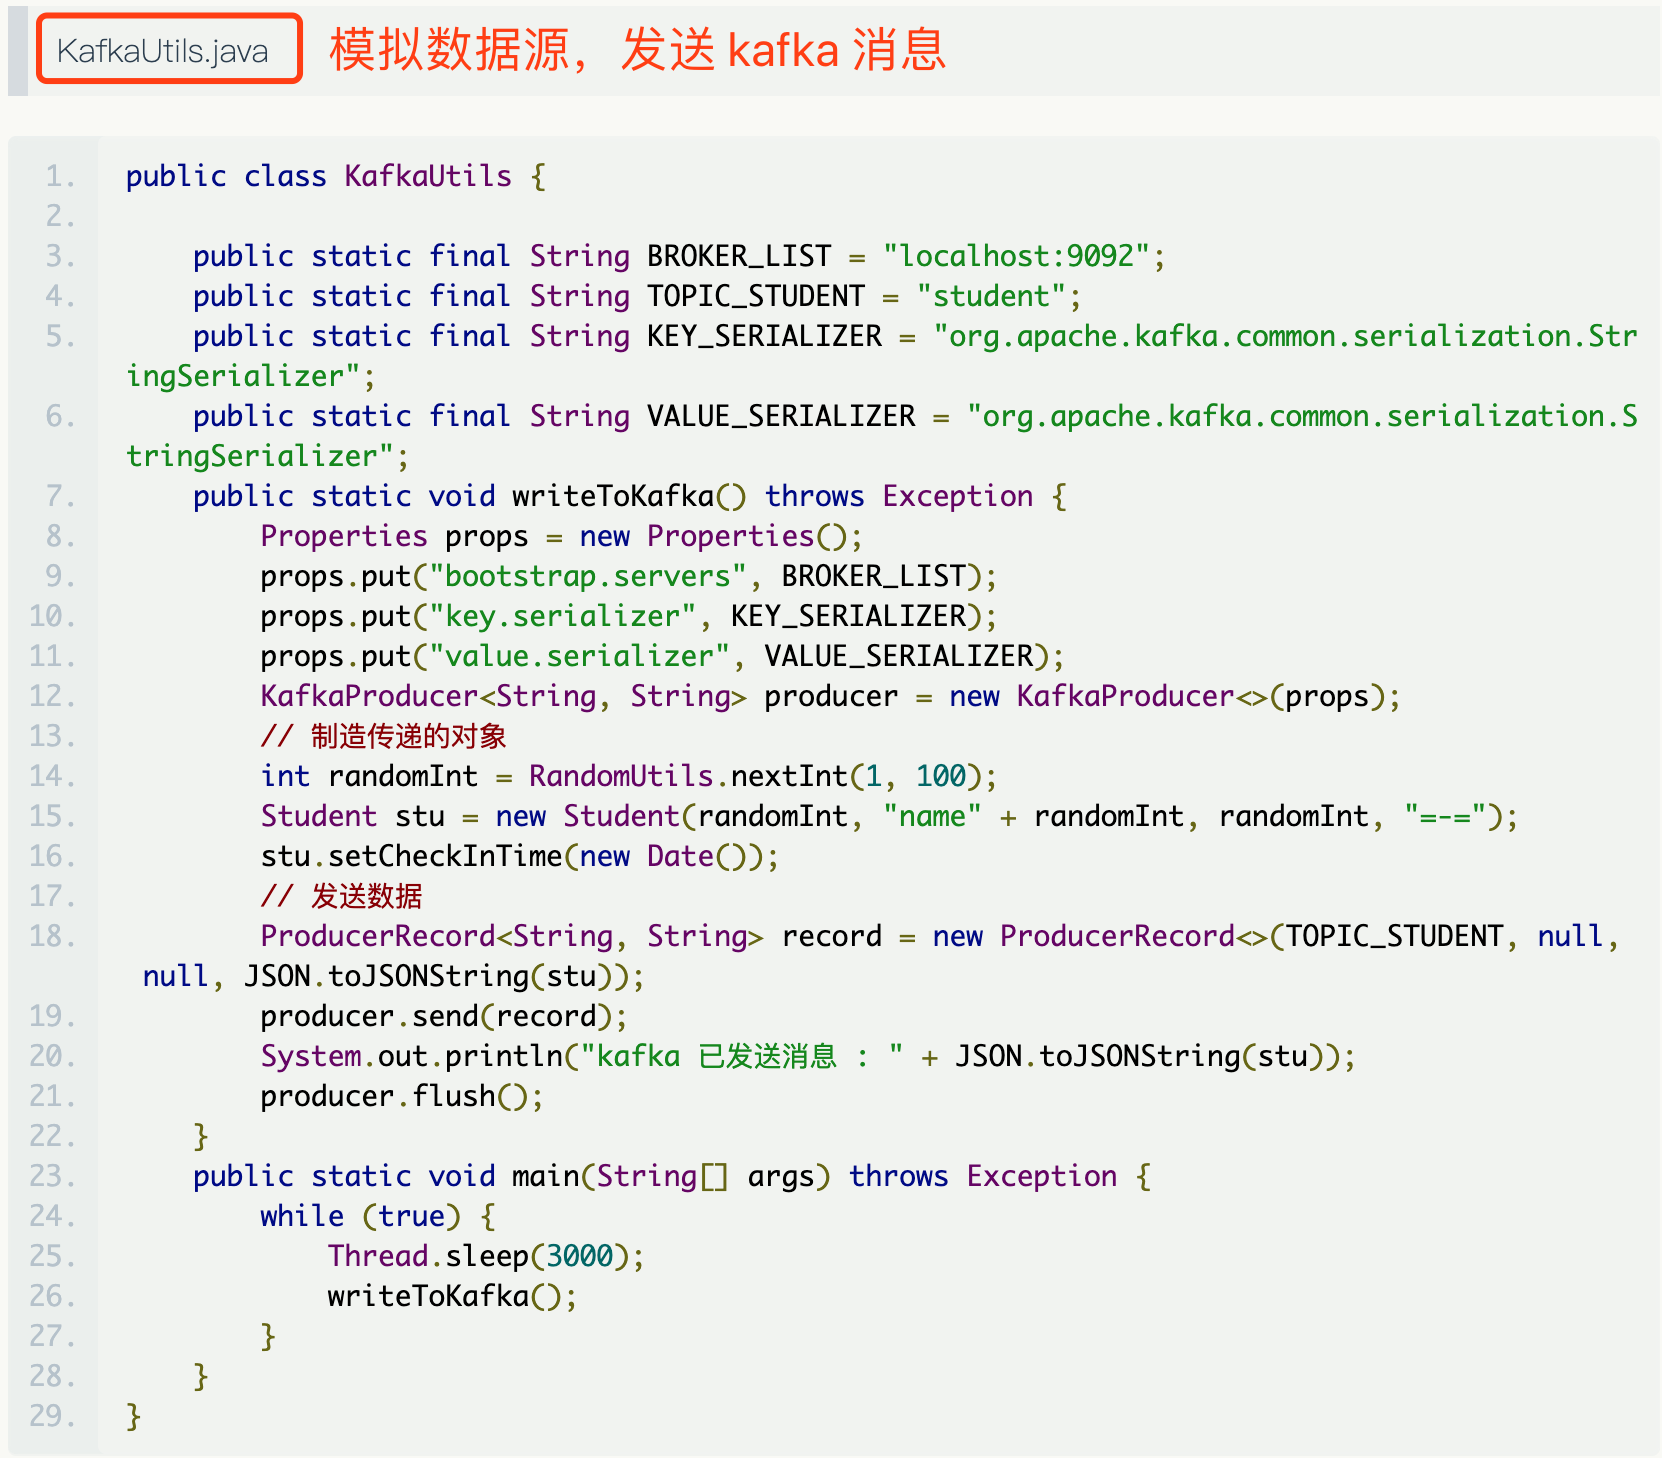 KafkaUtils.java 模拟数据源，发送 kafka 消息
1. public class KafkaUtils {
2.
3.     public static final String BROKER_LIST = "localhost:9092";
4.     public static final String TOPIC_STUDENT = "student";
5.     public static final String KEY_SERIALIZER = "org.apache.kafka.common.serialization.Str
ingSerializer";
6.     public static final String VALUE_SERIALIZER = "org.apache.kafka.common.serialization.S
tringSerializer";
7.     public static void writeToKafka() throws Exception {
8.         Properties props = new Properties();
9.         props.put("bootstrap.servers", BROKER_LIST);
10.         props.put("key.serializer", KEY_SERIALIZER);
11.         props.put("value.serializer", VALUE_SERIALIZER);
12.         KafkaProducer<String, String> producer = new KafkaProducer<>(props);
13.         // 制造传递的对象
14.         int randomInt = RandomUtils.nextInt(1, 100);
15.         Student stu = new Student(randomInt, "name" + randomInt, randomInt, "=-=");
16.         stu.setCheckInTime(new Date());
17.         // 发送数据
18.         ProducerRecord<String, String> record = new ProducerRecord<>(TOPIC_STUDENT, null,
 null, JSON.toJSONString(stu));
19.         producer.send(record);
20.         System.out.println("kafka 已发送消息 : " + JSON.toJSONString(stu));
21.         producer.flush();
22.     }
23.     public static void main(String[] args) throws Exception {
24.         while (true) {
25.             Thread.sleep(3000);
26.             writeToKafka();
27.         }
28.     }
29. }